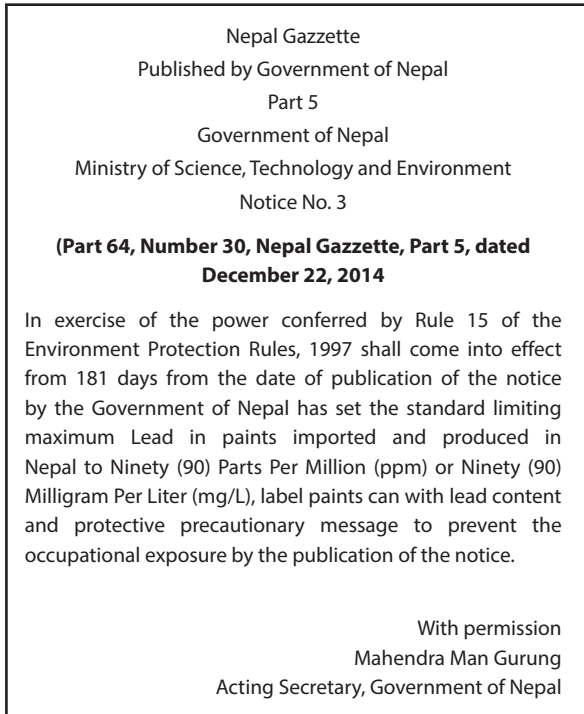 Nepal Gazzette
Published by Government of Nepal
Part 5
Government of Nepal
Ministry of Science, Technology and Environment
Notice No. 3
(Part 64, Number 30, Nepal Gazzette, Part 5, dated
December 22, 2014
In exercise of the power conferred by Rule 15 of the
Environment Protection Rules, 1997 shall come into effect
from 181 days from the date of publication of the notice
by the Government of Nepal has set the standard limiting
maximum Lead in paints imported and produced in
Nepal to Ninety (90) Parts Per Million (ppm) or Ninety (90)
Milligram Per Liter (mg/L), label paints can with lead content
and protective precautionary message to prevent the
occupational exposure by the publication of the notice.
With permission
Mahendra Man Gurung
Acting Secretary, Government of Nepal